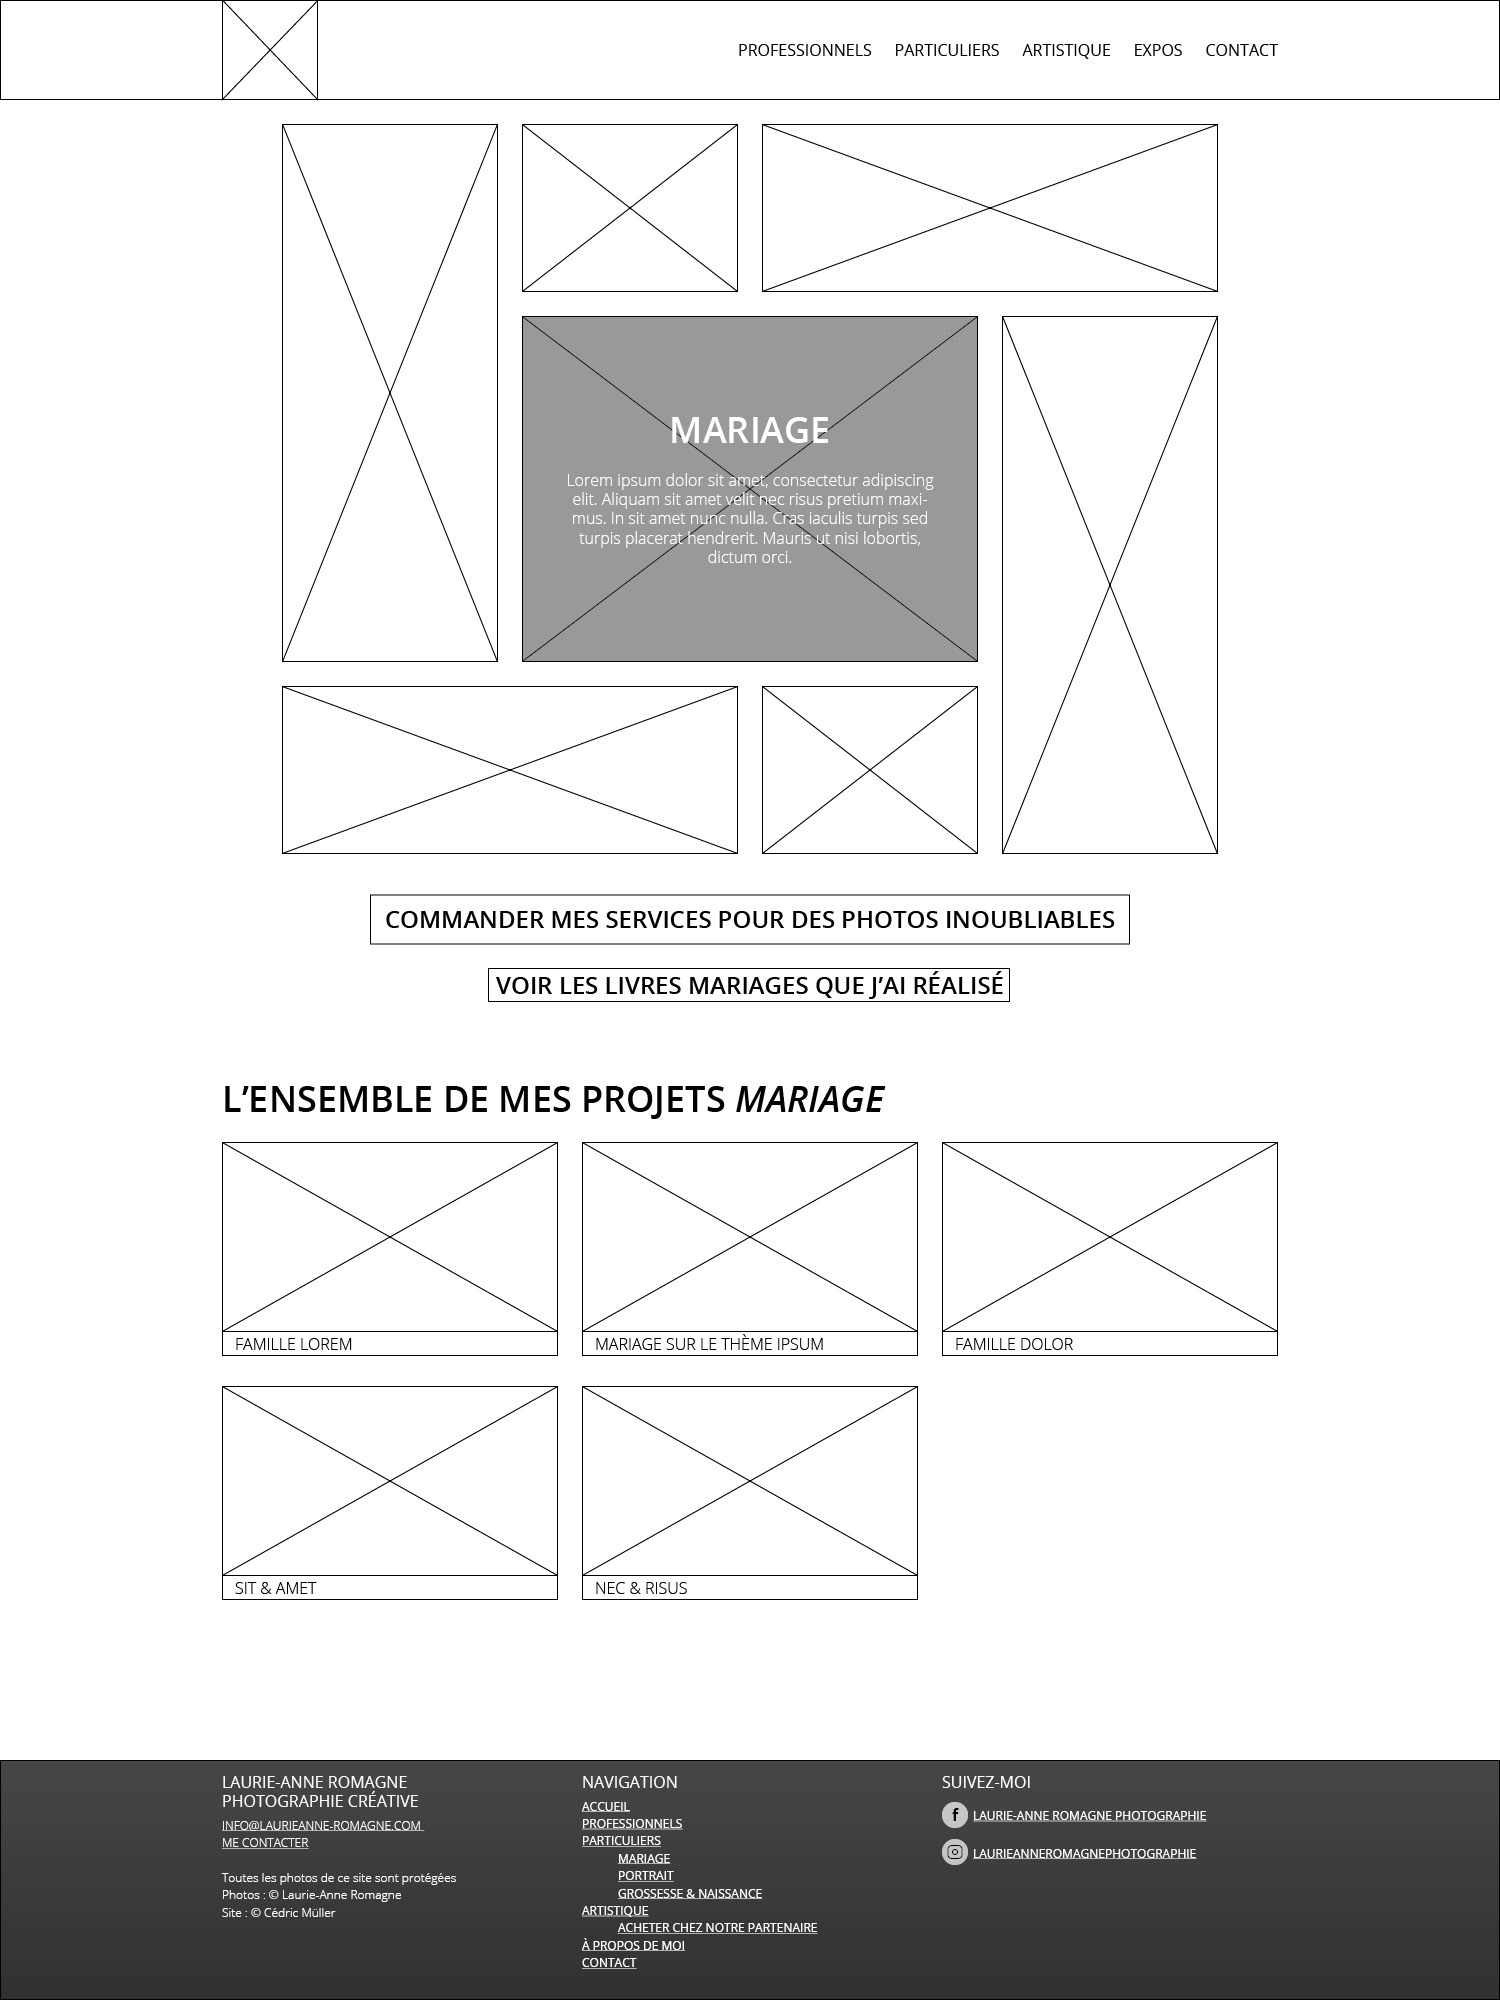 PROFESSIONNELS PARTICULIERS ARTISTIQUE EXPOS CONTACT
MARIAGE
Lorem ipsum dolor sit amet, consectetur adipiscing
elit. Aliquam sit amet velit nec risus pretium maxi-
mus. In sit amet nunc nulla. Cras iaculis turpis sed
turpis placerat hendrerit. Mauris ut nisi lobortis,
dictum orci.
COMMANDER MES SERVICES POUR DES PHOTOS INOUBLIABLES
VOIR LES LIVRES MARIAGES QUE J’AI RÉALISÉ
L’ENSEMBLE DE MES PROJETS MARIAGE
FAMILLE LOREM
MARIAGE SUR LE THÈME IPSUM
FAMILLE DOLOR
SIT & AMET
NEC & RISUS
LAURIE-ANNE ROMAGNE
PHOTOGRAPHIE CRÉATIVE
INFO@LAURIEANNE-ROMAGNE.COM
ME CONTACTER
Toutes les photos de ce site sont protégées
Photos : © Laurie-Anne Romagne
Site : © Cédric Müller
NAVIGATION
ACCUEIL
PROFESSIONNELS
PARTICULIERS
MARIAGE
PORTRAIT
GROSSESSE & NAISSANCE
ARTISTIQUE
ACHETER CHEZ NOTRE PARTENAIRE
À PROPOS DE MOI
CONTACT
SUIVEZ-MOI
f LAURIE-ANNE ROMAGNE PHOTOGRAPHIE
LAURIEANNEROMAGNEPHOTOGRAPHIE